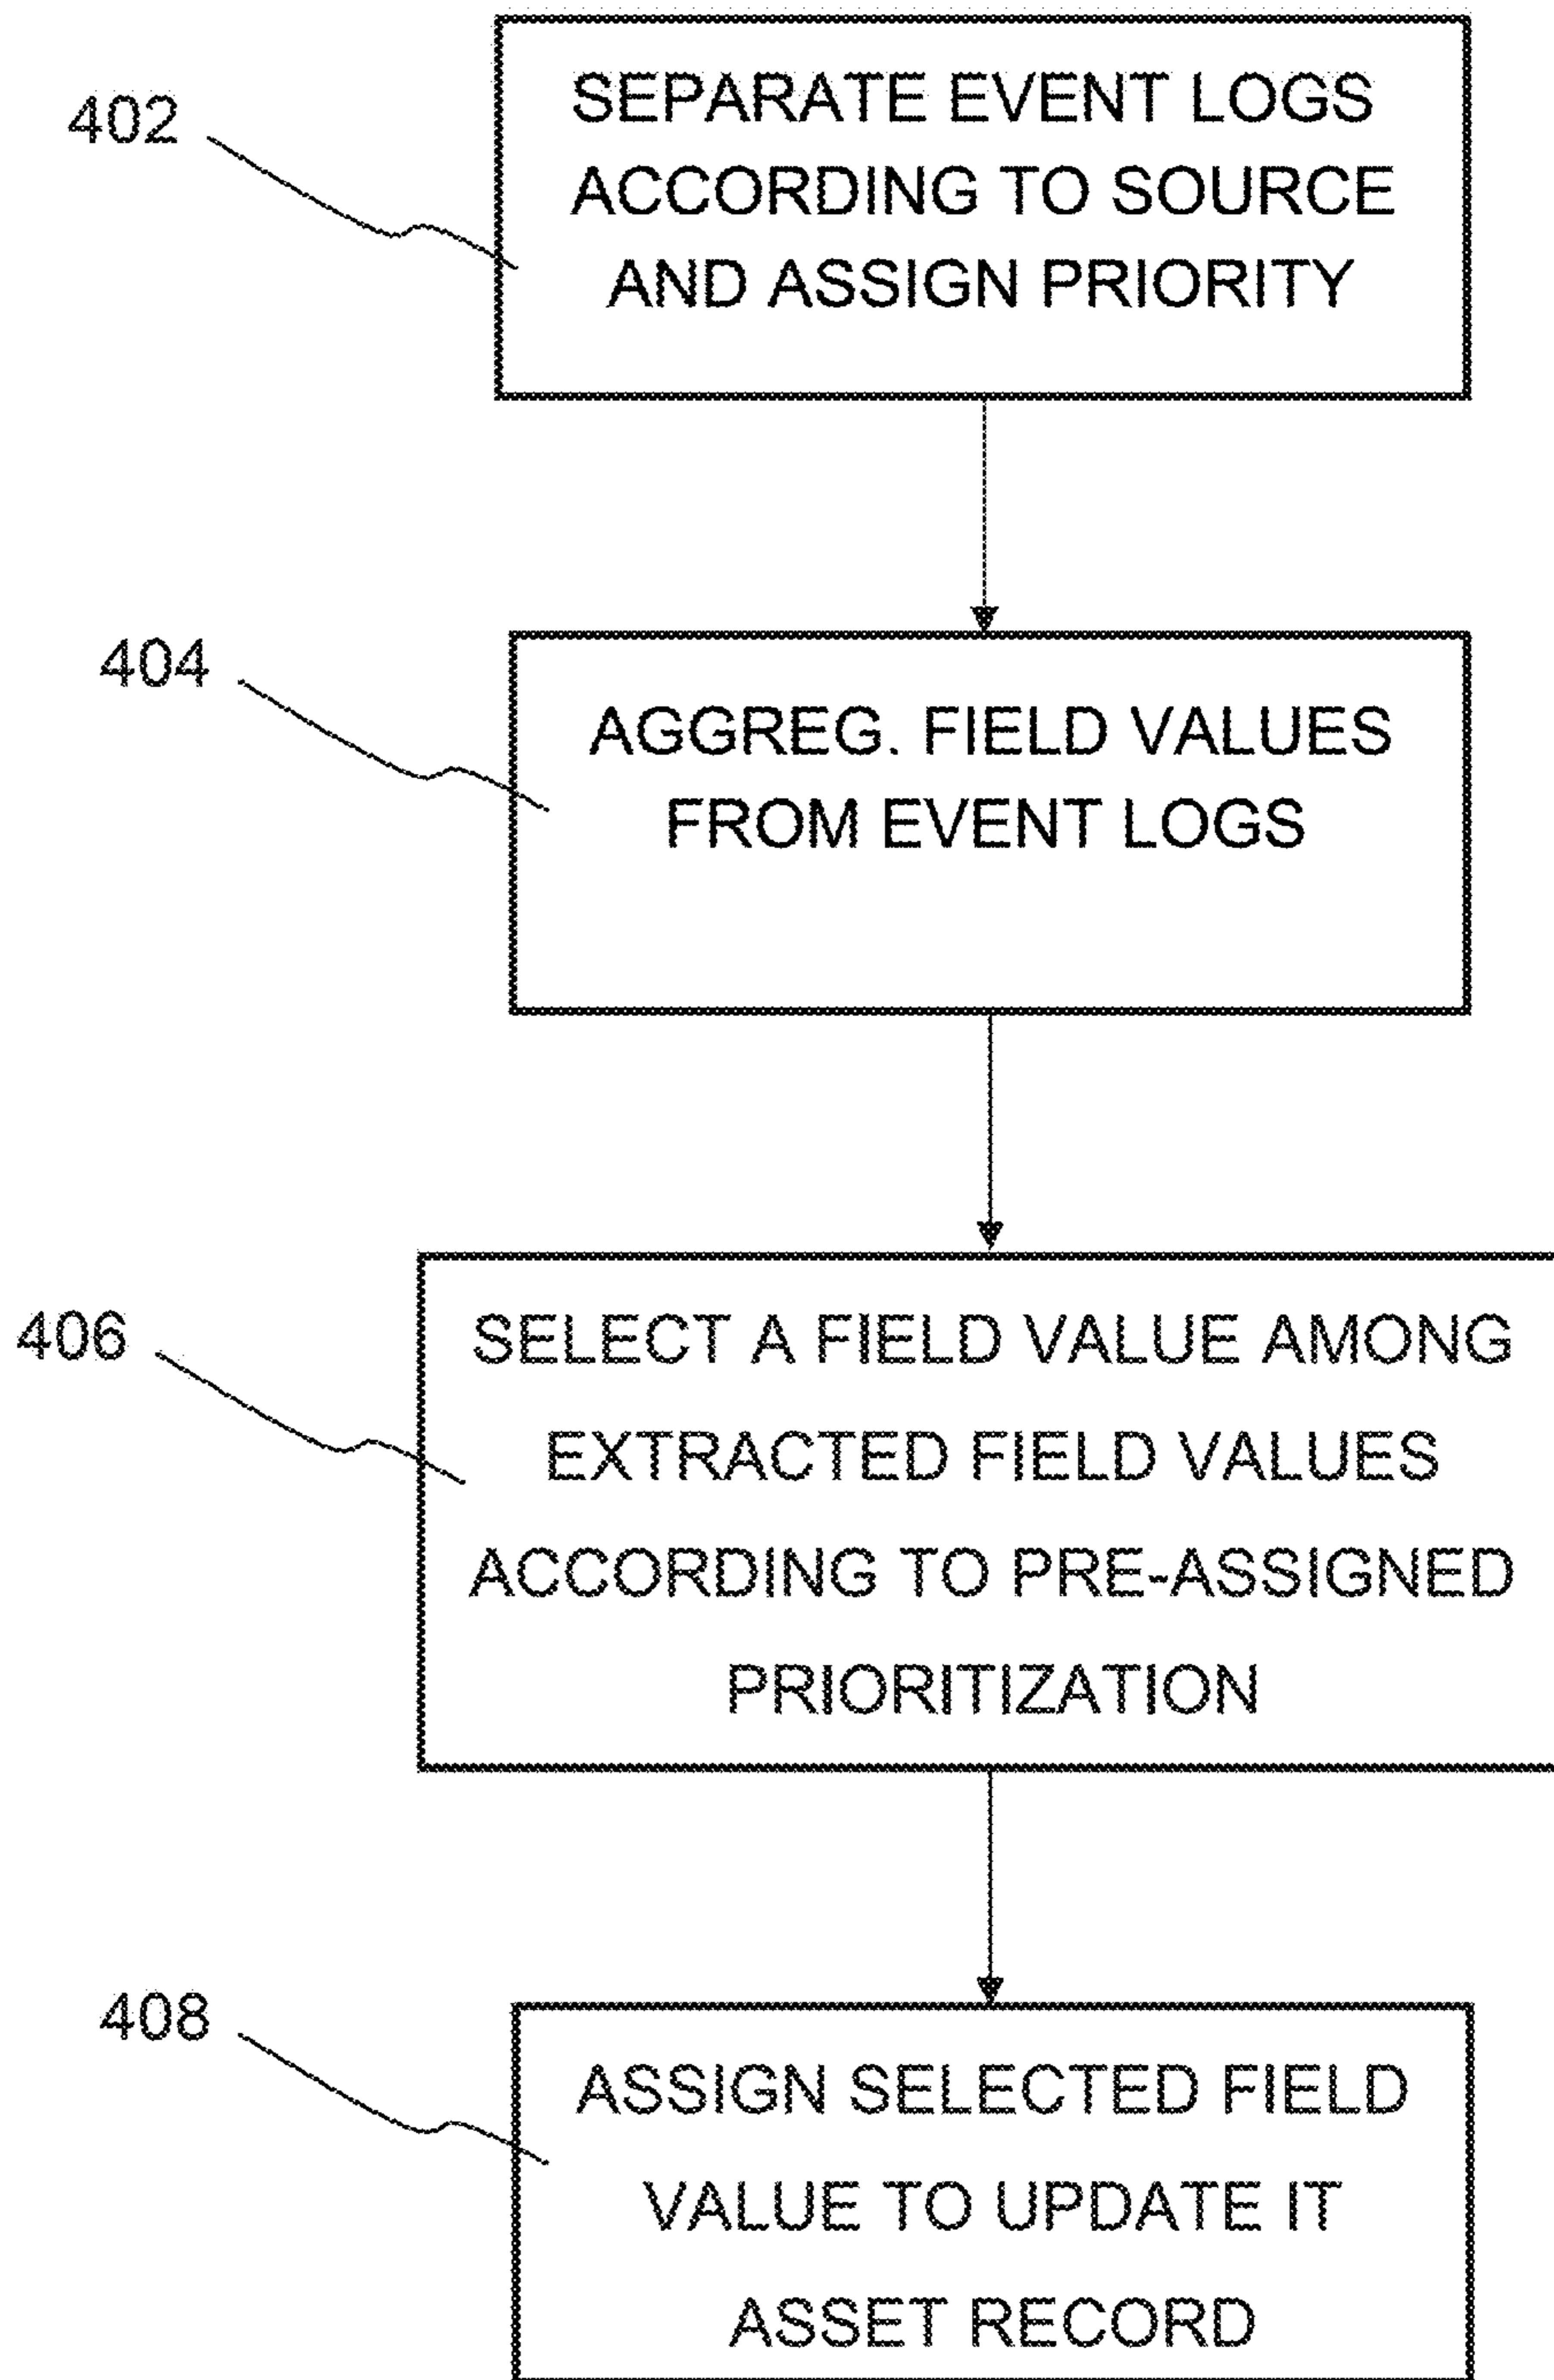 402
SEPARATE EVENT LOGS
ACCORDING TO SOURCE
AND ASSIGN PRIORITY
404
AGGREG. FIELD VALUES
FROM EVENT LOGS
406
SELECT A FIELD VALUE AMONG
EXTRACTED FIELD VALUES
ACCORDING TO PRE-ASSIGNED
PRIORITIZATION
408
ASSIGN SELECTED FIELD
VALUE TO UPDATE IT
ASSET RECORD